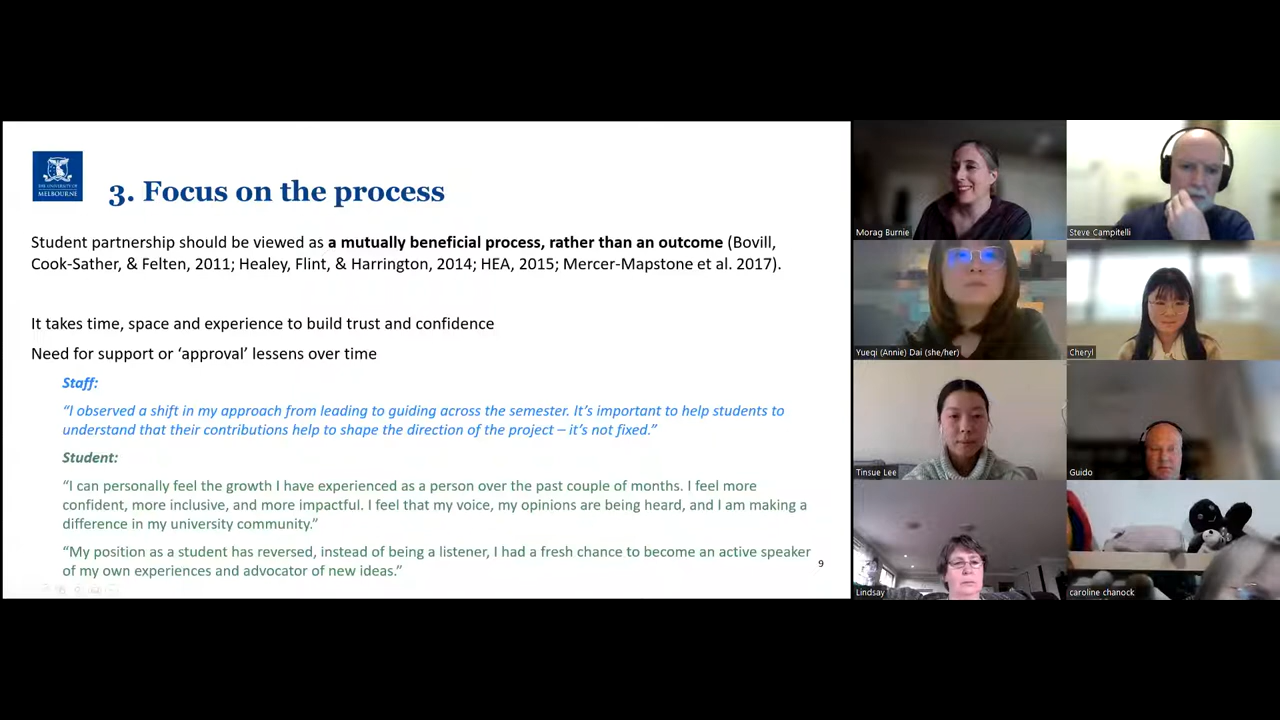 THE UNIVERSITY OF
MELBOURNE
3. Focus on the process
Student partnership should be viewed as a mutually beneficial process, rather than an outcome (Bovill,
Cook-Sather, & Felten, 2011; Healey, Flint, & Harrington, 2014; HEA, 2015; Mercer-Mapstone et al. 2017).
It takes time, space and experience to build trust and confidence
Need for support or ‘approval’ lessens over time
Staff:
“I observed a shift in my approach from leading to guiding across the semester. It’s important to help students to
understand that their contributions help to shape the direction of the project – it’s not fixed.”
Student:
“I can personally feel the growth I have experienced as a person over the past couple of months. I feel more
confident, more inclusive, and more impactful. I feel that my voice, my opinions are being heard, and I am making a
difference in my university community.”
“My position as a student has reversed, instead of being a listener, I had a fresh chance to become an active speaker
of my own experiences and advocator of new ideas.”
9
Morag Burnie
Steve Campitelli
Yueqi (Annie) Dai (she/her)
Cheryl
Tinsue Lee
Guido
Lindsay
caroline chanock